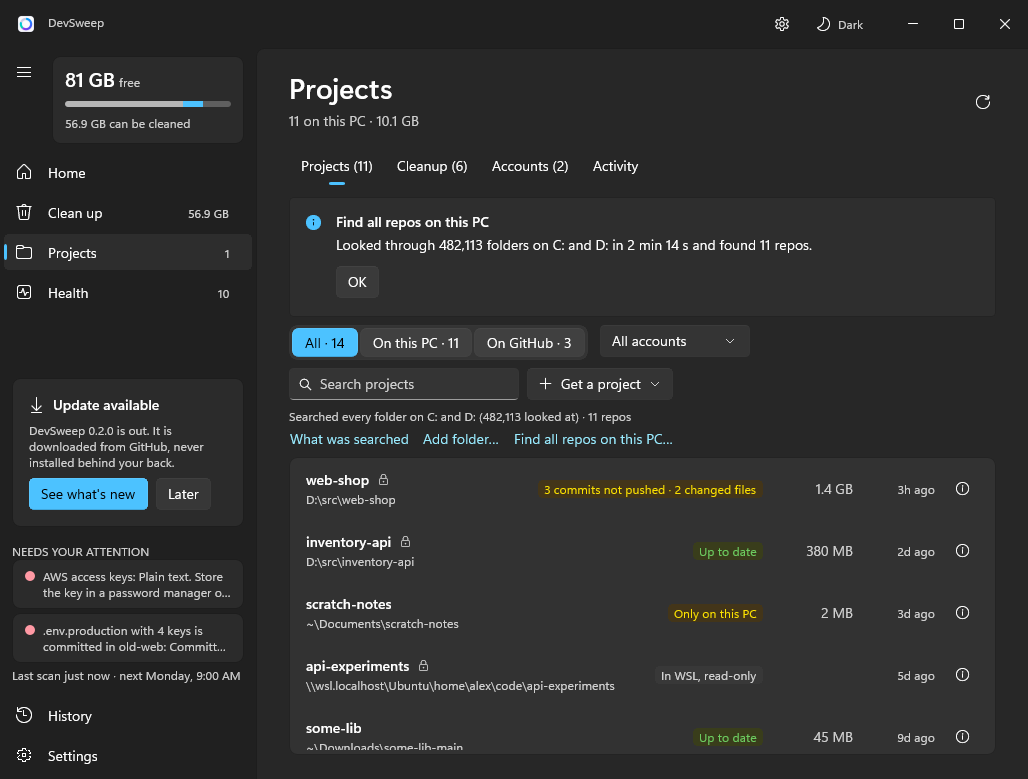 DevSweep
Dark
81 GB free
56.9 GB can be cleaned
Home
Clean up 56.9 GB
Projects 1
Health 10
Update available
DevSweep 0.2.0 is out. It is
downloaded from GitHub, never
installed behind your back.
See what's new Later
NEEDS YOUR ATTENTION
AWS access keys: Plain text. Store
the key in a password manager o...
.env.production with 4 keys is
committed in old-web: Committ...
Last scan just now · next Monday, 9:00 AM
History
Settings
Projects
11 on this PC · 10.1 GB
Projects (11) Cleanup (6) Accounts (2) Activity
Find all repos on this PC
Looked through 482,113 folders on C: and D: in 2 min 14 s and found 11 repos.
OK
All · 14 On this PC · 11 On GitHub · 3 All accounts
Search projects Get a project
Searched every folder on C: and D: (482,113 looked at) · 11 repos
What was searched Add folder... Find all repos on this PC...
web-shop 3 commits not pushed · 2 changed files 1.4 GB 3h ago
D:\src\web-shop
inventory-api Up to date 380 MB 2d ago
D:\src\inventory-api
scratch-notes Only on this PC 2 MB 3d ago
~\Documents\scratch-notes
api-experiments In WSL, read-only 5d ago
\\wsl.localhost\Ubuntu\home\alex\code\api-experiments
some-lib Up to date 45 MB 9d ago
~\Downloads\some-lib-main